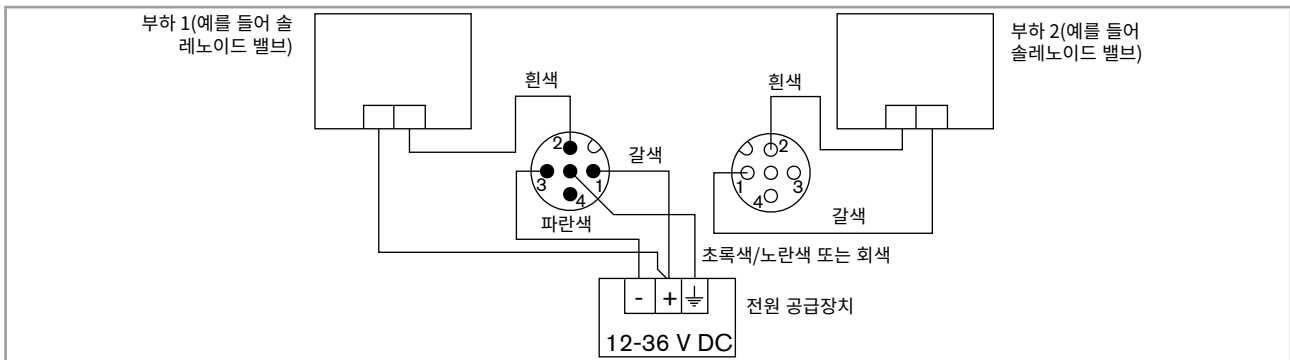 부하 1(예를 들어 솔
레노이드 밸브)
부하 2(예를 들어
솔레노이드 밸브)
흰색
흰색
2
3
1
4
갈색
파란색
2
1
3
4
갈색
초록색/노란색 또는 회색
- +
전원 공급장치
12-36 V DC